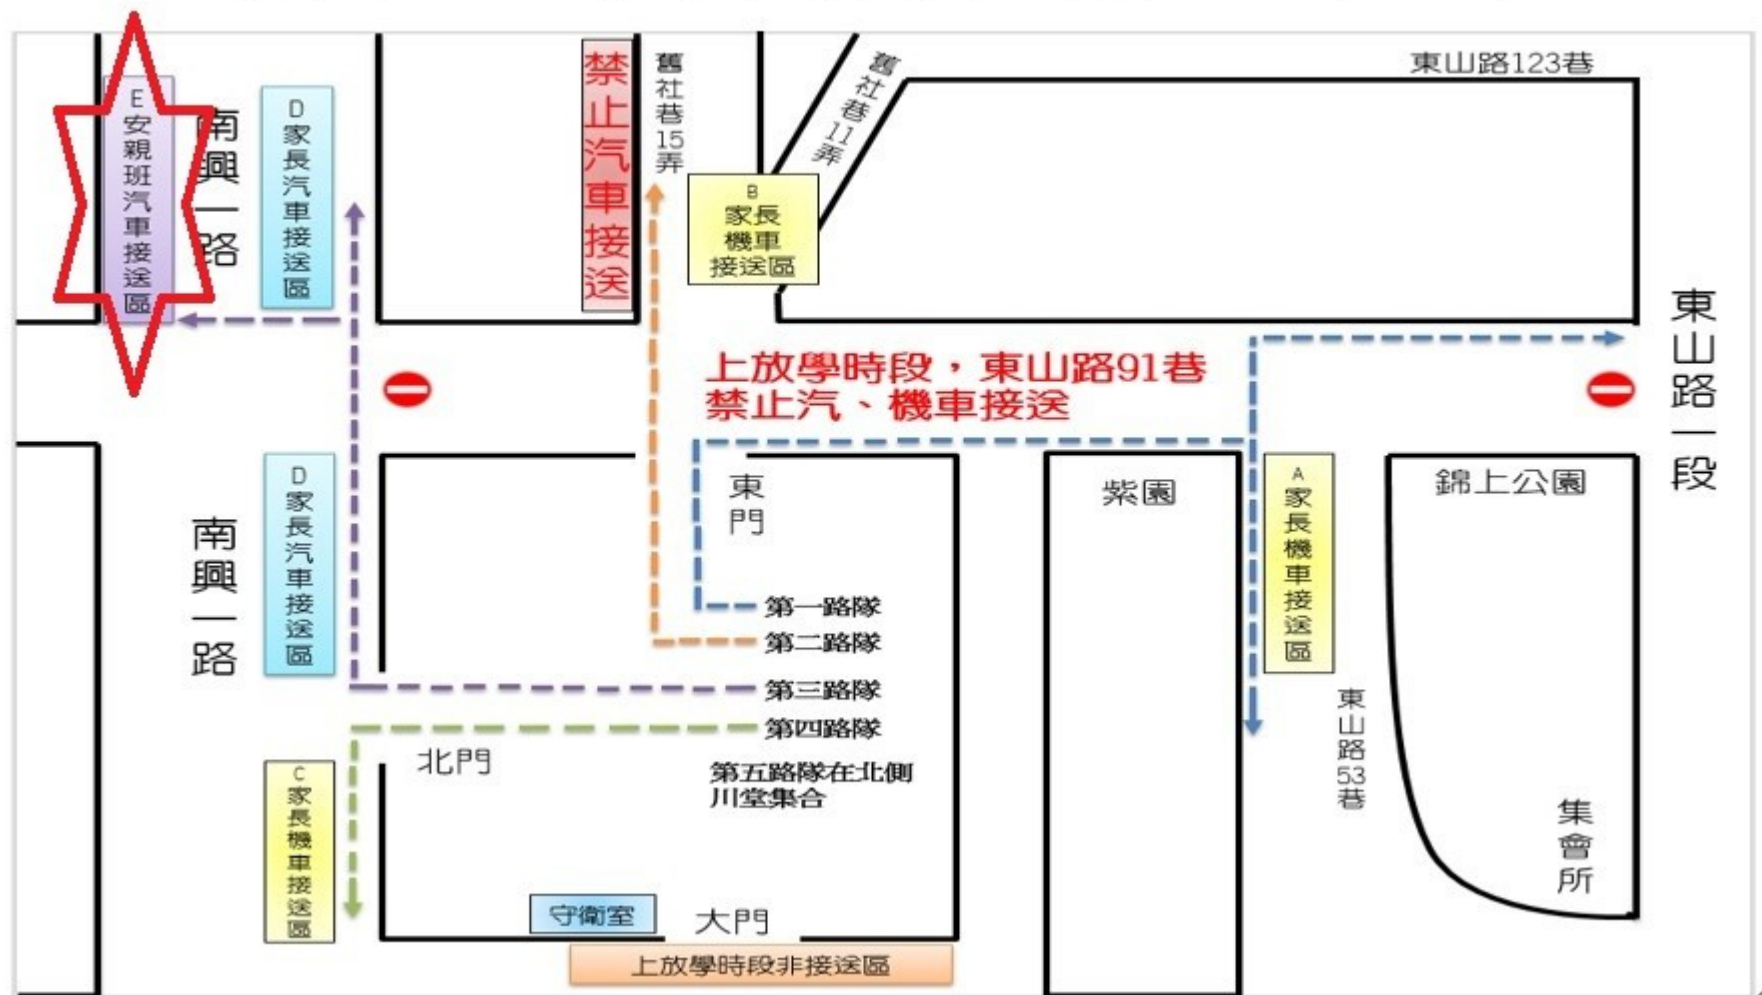 東山路123巷
E安親班汽車接送區
南興一路
D家長汽車接送區
禁止汽車接送
舊社巷15弄
舊社巷11弄
B
家長
機車
接送區
東山路一段
上放學時段，東山路91巷
禁止汽、機車接送
南興一路
D家長汽車接送區
東門
紫園
A家長機車接送區
錦上公園
第一路隊
第二路隊
第三路隊
第四路隊
東山路53巷
北門
第五路隊在北側
川堂集合
C家長機車接送區
集會所
守衛室
大門
上放學時段非接送區